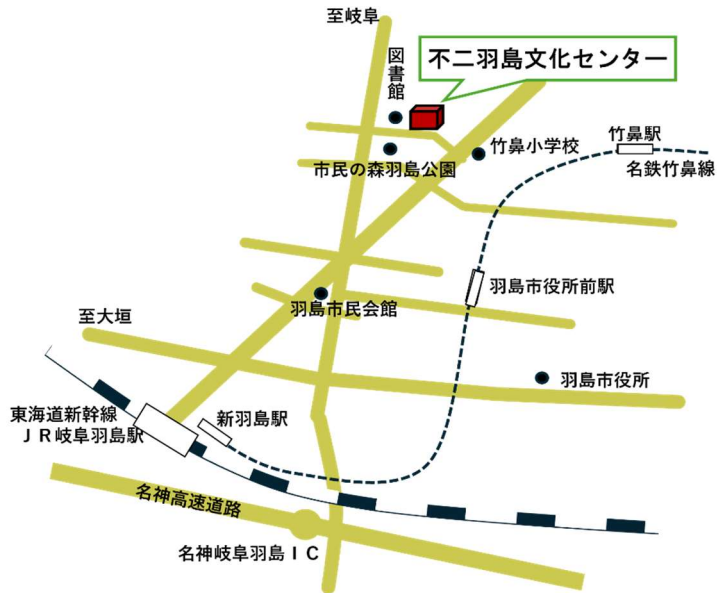 至岐阜
図書館
不二羽島文化センター
竹鼻駅
竹鼻小学校
名鉄竹鼻線
市民の森羽島公園
羽島市役所前駅
羽島市民会館
至大垣
羽島市役所
新羽島駅
東海道新幹線
JR岐阜羽島駅
名神高速道路
名神岐阜羽島IC